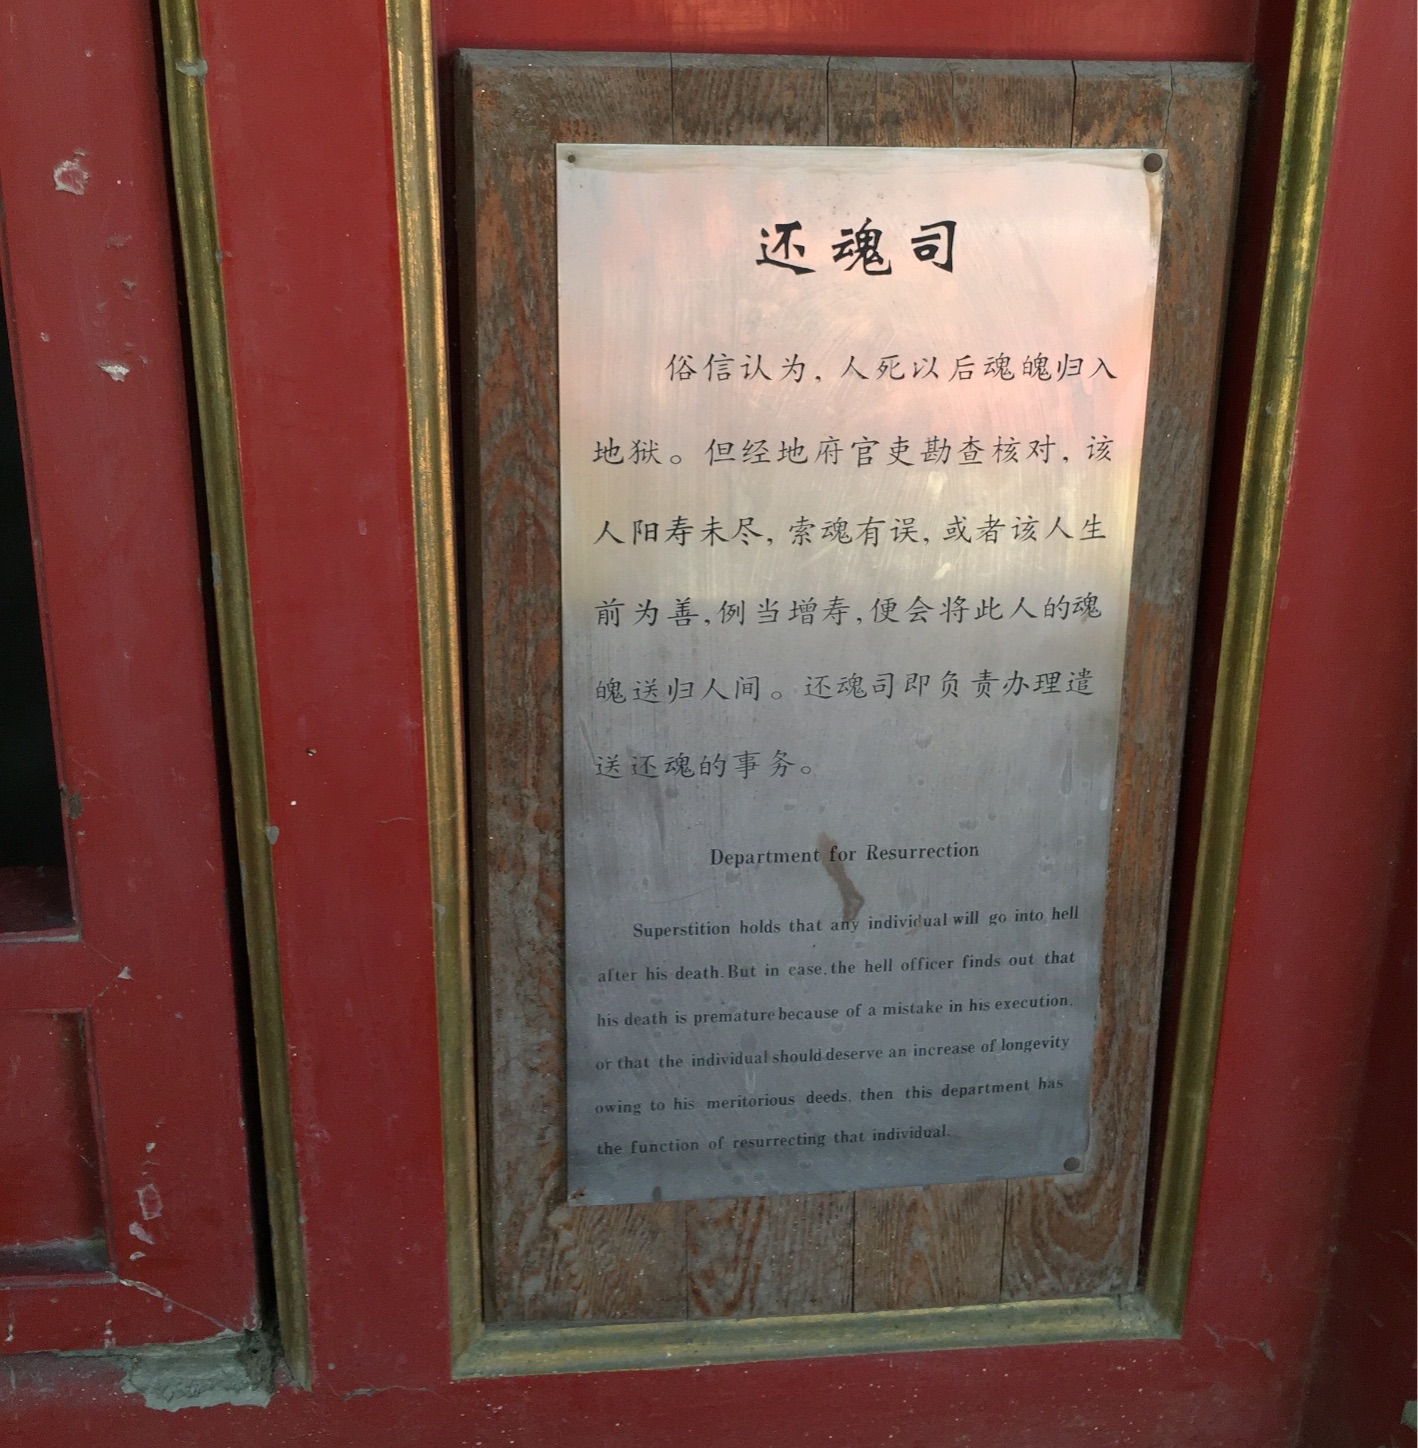 还魂司
俗信认为,人死以后魂魄归入
地狱。但经地府官吏勘查核对,该
人阳寿未尽,索魂有误,或者该人生
前为善,例当增寿,便会将此人的魂
魄送归人间。还魂司即负责办理遣
送还魂的事务。
Department for Resurrection
Superstition holds that any individual will go into hell
after his death.But in case,the hell officer finds out that
his death is premature because of a mistake in his execution,
or that the individual should deserve an increase of longevity
owing to his meritorious deeds, then this department has
the function of resurrecting that individual.